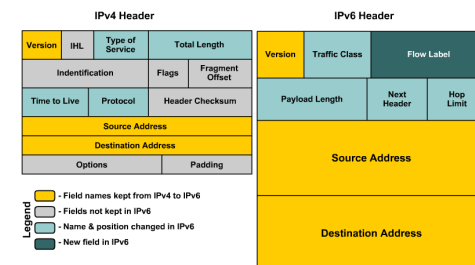 IPv4 Header
Version IHL Type of Service Total Length
Indentification Flags Fragment Offset
Time to Live Protocol Header Checksum
Source Address
Destination Address
Options Padding
Legend
- Field names kept from IPv4 to IPv6
- Fields not kept in IPv6
- Name & position changed in IPv6
- New field in IPv6
IPv6 Header
Version Traffic Class Flow Label
Payload Length Next Header Hop Limit
Source Address
Destination Address